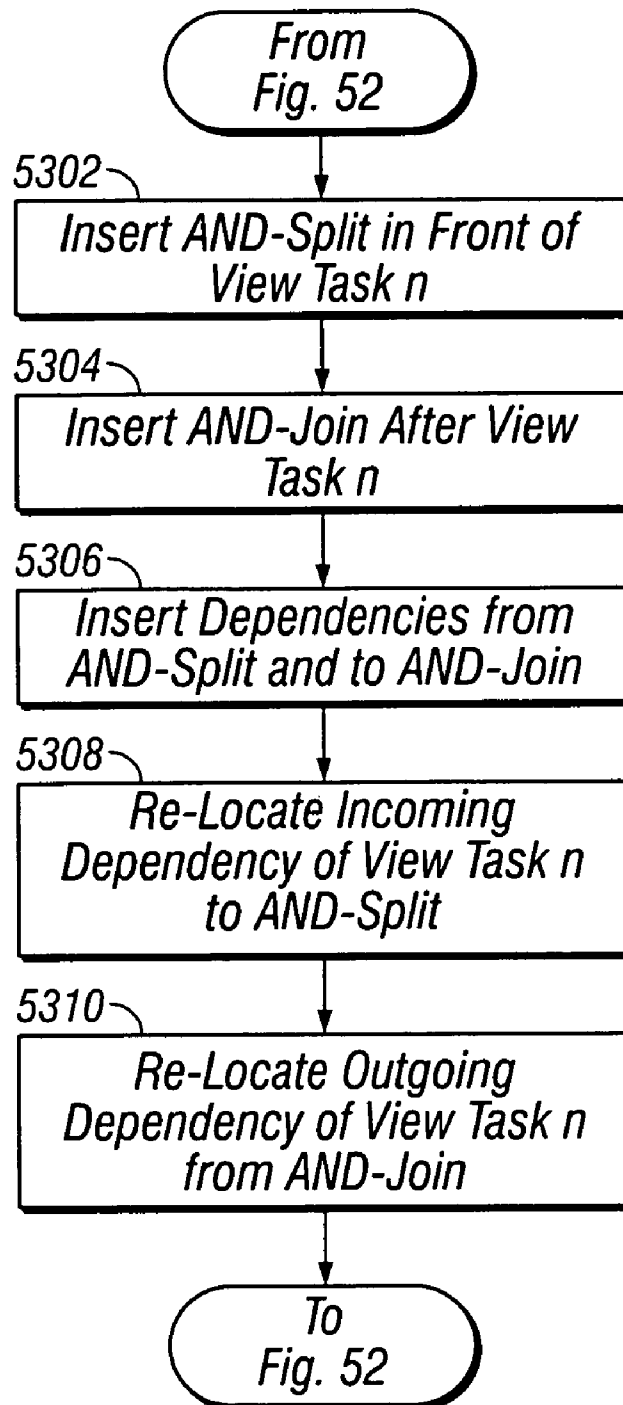 From
Fig. 52
5302
Insert AND-Split in Front of
View Task n
5304
Insert AND-Join After View
Task n
5306
Insert Dependencies from
AND-Split and to AND-Join
5308
Re-Locate Incoming
Dependency of View Task n
to AND-Split
5310
Re-Locate Outgoing
Dependency of View Task n
from AND-Join
To
Fig. 52